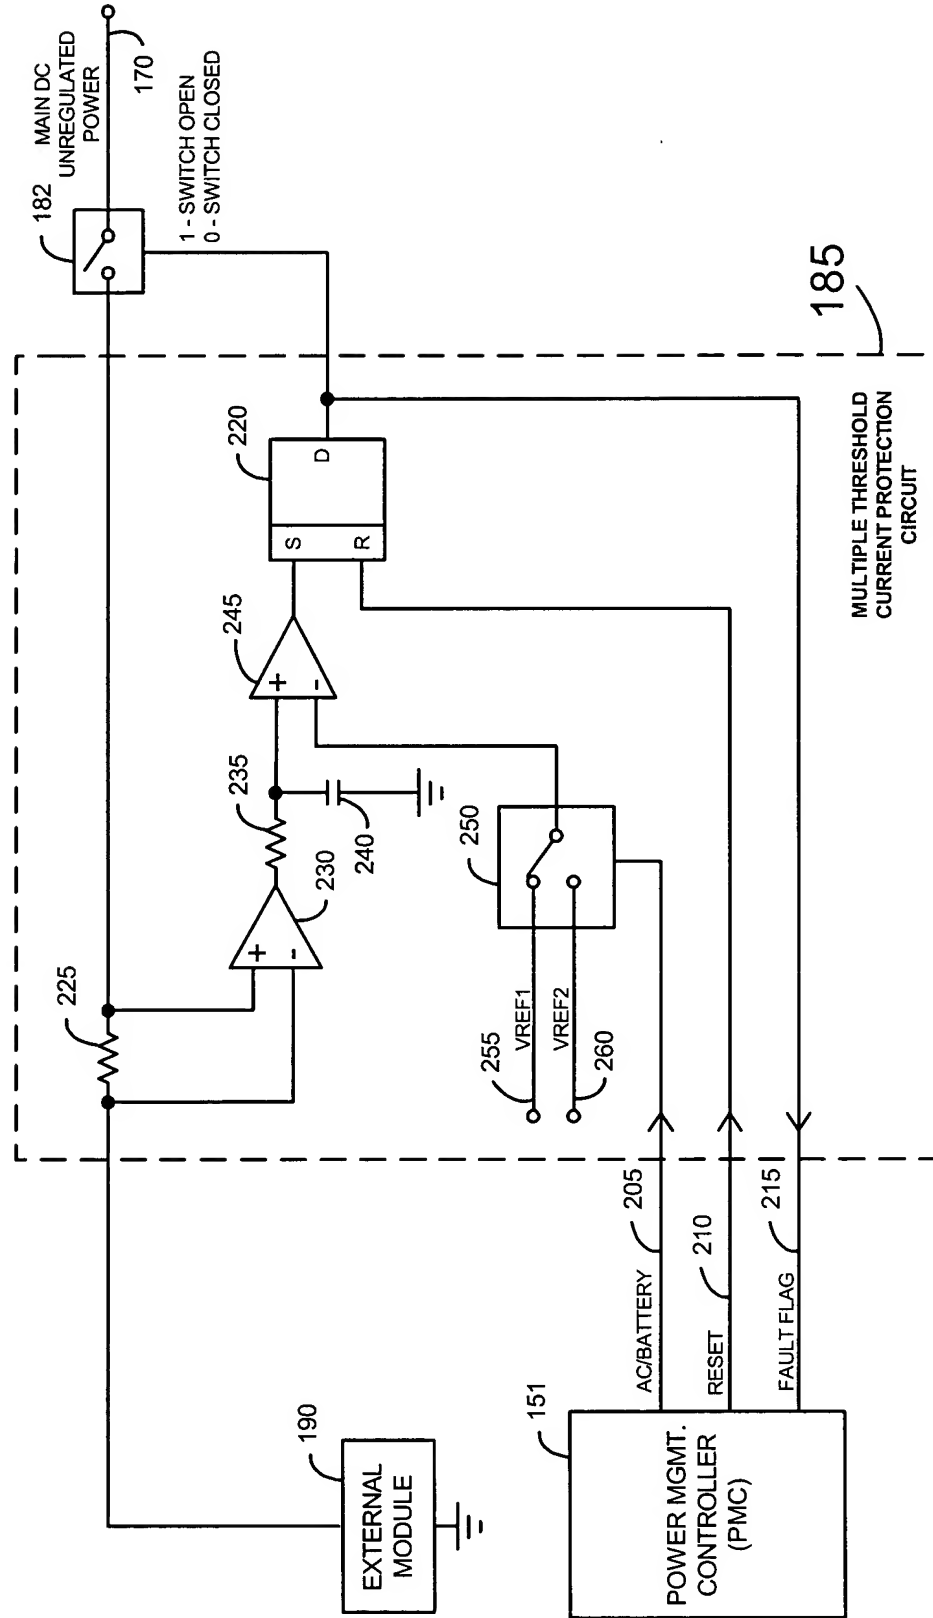 MAIN DC
UNREGULATED
POWER
182
170
1 - SWITCH OPEN
0 - SWITCH CLOSED
185
MULTIPLE THRESHOLD
CURRENT PROTECTION
CIRCUIT
225
+
-
230
235
240
+
-
245
S
R
D
220
250
255
VREF1
VREF2
260
190
EXTERNAL
MODULE
151
POWER MGMT.
CONTROLLER
(PMC)
AC/BATTERY
205
RESET
210
FAULT FLAG
215